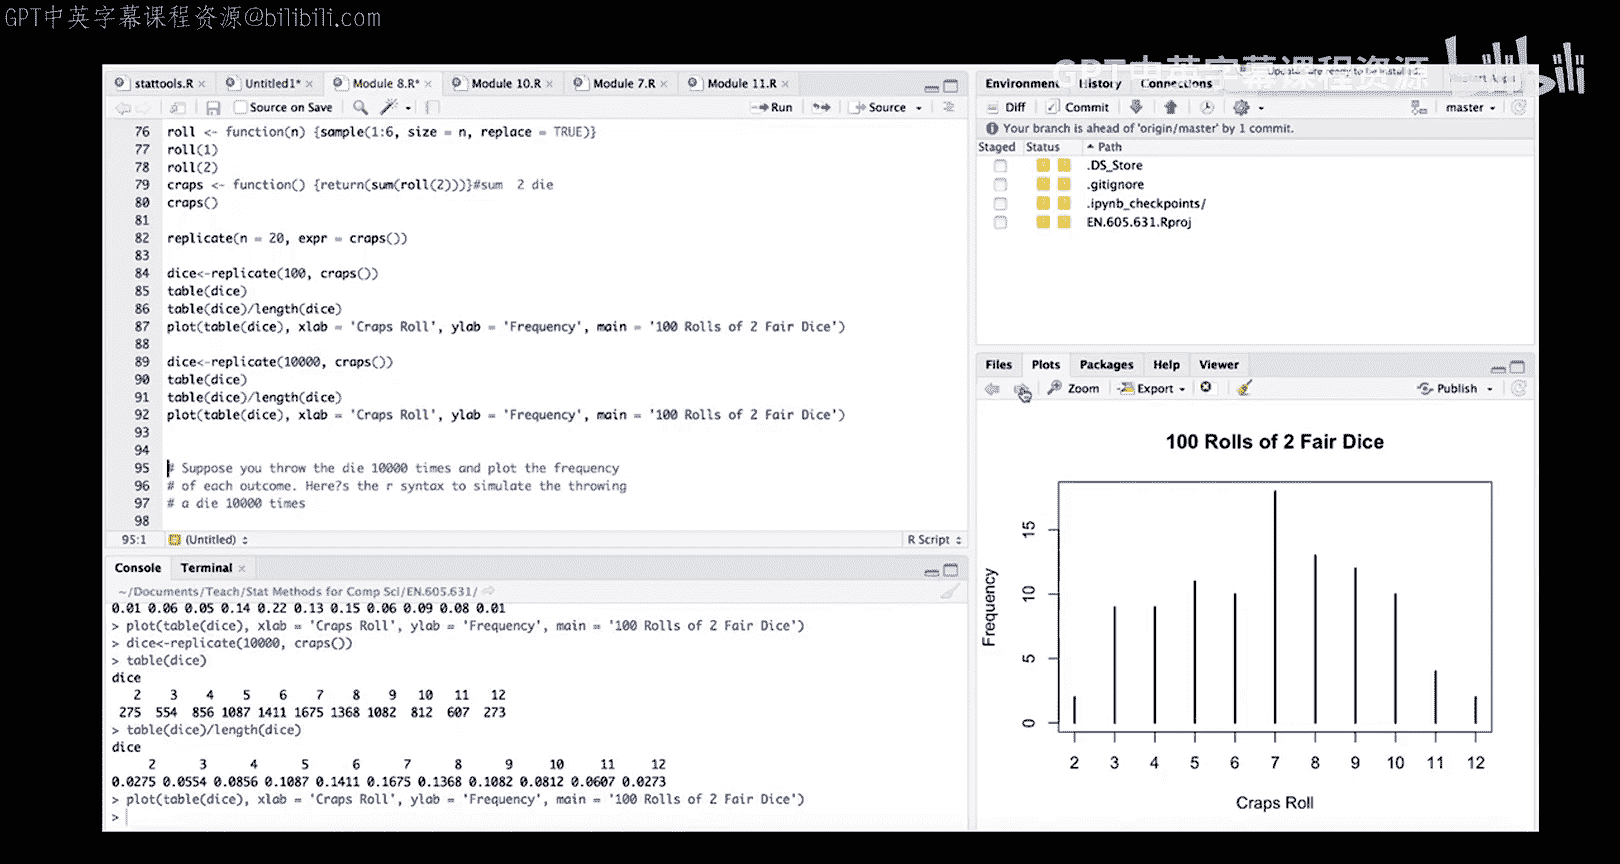 GPT中英字幕课程资源@bilibili.com
GPT中英字幕课程资源 bilibili
Updates are ready to be installed.
stattools.R
Untitled1*
Module 8.R*
Module 10.R
Module 7.R
Module 11.R
Source on Save
Run
Source
76 roll <- function(n) {sample(1:6, size = n, replace = TRUE)}
77 roll(1)
78 roll(2)
79 craps <- function() {return(sum(roll(2)))}#sum  2 die
80 craps()
81
82 replicate(n = 20, expr = craps())
83
84 dice<-replicate(100, craps())
85 table(dice)
86 table(dice)/length(dice)
87 plot(table(dice), xlab = 'Craps Roll', ylab = 'Frequency', main = '100 Rolls of 2 Fair Dice')
88
89 dice<-replicate(10000, craps())
90 table(dice)
91 table(dice)/length(dice)
92 plot(table(dice), xlab = 'Craps Roll', ylab = 'Frequency', main = '100 Rolls of 2 Fair Dice')
93
94
95 # Suppose you throw the die 10000 times and plot the frequency
96 # of each outcome. Here?s the r syntax to simulate the throwing
97 # a die 10000 times
98
95:1 (Untitled) R Script
Console Terminal
~/Documents/Teach/Stat Methods for Comp Sci/EN.605.631/
0.01 0.06 0.05 0.14 0.22 0.13 0.15 0.06 0.09 0.08 0.01
> plot(table(dice), xlab = 'Craps Roll', ylab = 'Frequency', main = '100 Rolls of 2 Fair Dice')
> dice<-replicate(10000, craps())
> table(dice)
dice
2 3 4 5 6 7 8 9 10 11 12
275 554 856 1087 1411 1675 1368 1082 812 607 273
> table(dice)/length(dice)
dice
2 3 4 5 6 7 8 9 10 11 12
0.0275 0.0554 0.0856 0.1087 0.1411 0.1675 0.1368 0.1082 0.0812 0.0607 0.0273
> plot(table(dice), xlab = 'Craps Roll', ylab = 'Frequency', main = '100 Rolls of 2 Fair Dice')
>
Environment History Connections
Diff Commit master
Your branch is ahead of 'origin/master' by 1 commit.
Staged Status Path
.DS_Store
.gitignore
.ipynb_checkpoints/
EN.605.631.Rproj
Files Plots Packages Help Viewer
Zoom Export Publish
100 Rolls of 2 Fair Dice
Frequency
15
10
5
0
2 3 4 5 6 7 8 9 10 11 12
Craps Roll